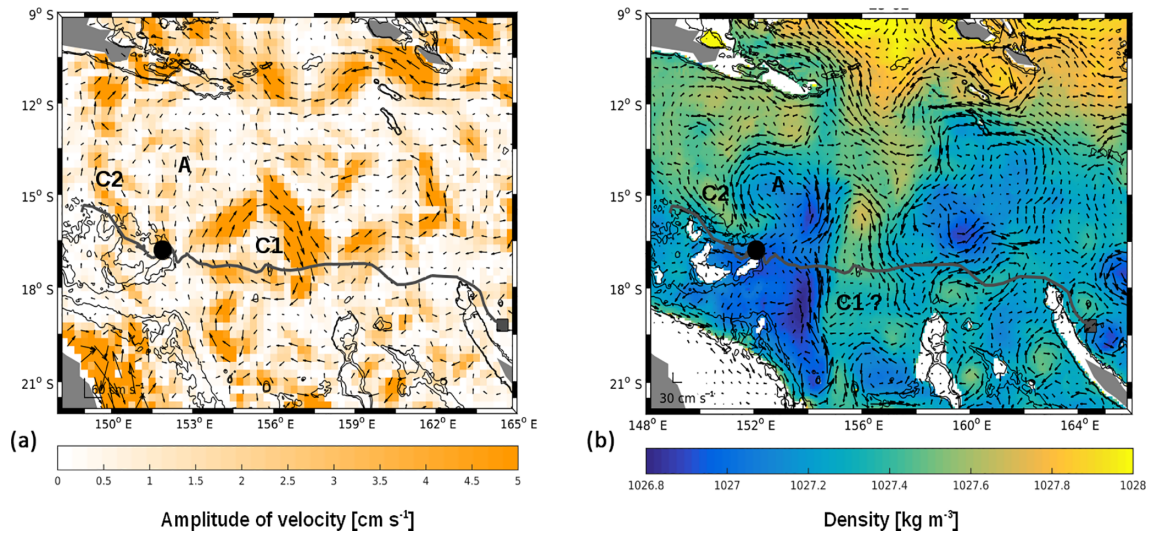 9° S
12° S
15° S
18° S
21° S
A
C2
C1
cm s⁻¹
150° E
153° E
156° E
159° E
162° E
165° E
(a)
0 0.5 1 1.5 2 2.5 3 3.5 4 4.5 5
Amplitude of velocity [cm s⁻¹]
9° S
12° S
15° S
18° S
21° S
A
C2
C1 ?
30 cm s⁻¹
148° E
152° E
156° E
160° E
164° E
(b)
1026.8 1027 1027.2 1027.4 1027.6 1027.8 1028
Density [kg m⁻³]